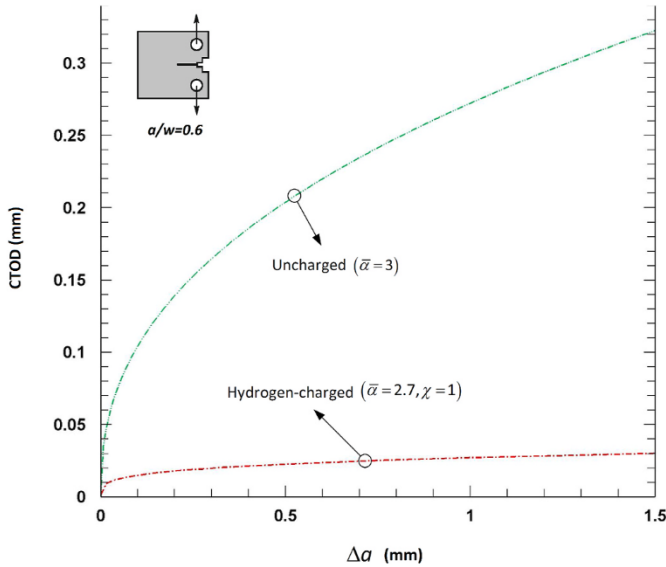 0.3
0.25
0.2
0.15
0.1
0.05
0
CTOD (mm)
a/w=0.6
Uncharged (ᾱ = 3)
Hydrogen-charged (ᾱ = 2.7, χ = 1)
0 0.5 1 1.5
Δa (mm)